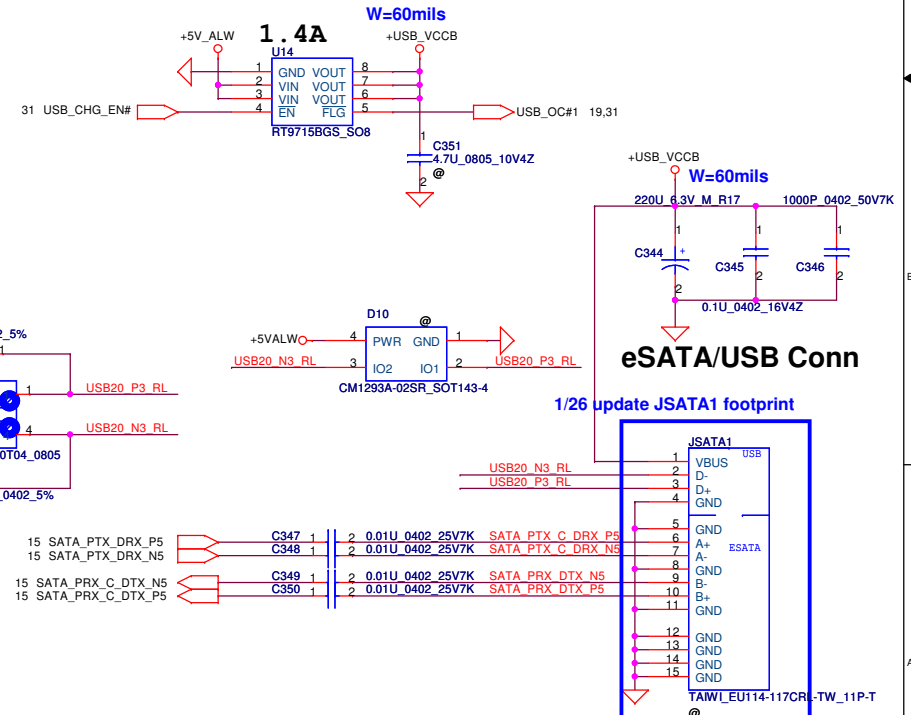 W=60mils
+5V_ALW 1.4A +USB_VCCB
U14
1 GND VOUT 8
2 VIN VOUT 7
3 VIN VOUT 6
31 USB_CHG_EN# 4 EN FLG 5 USB_OC#1 19,31
RT9715BGS_SO8
1
C351
4.7U_0805_10V4Z
@
2
+USB_VCCB
W=60mils
220U_6.3V_M_R17 1000P_0402_50V7K
1 1 1
C344 + C345 C346
2 2 2
0.1U_0402_16V4Z
D10
@
+5VALW 4 PWR GND 1
USB20_N3_RL 3 IO2 IO1 2 USB20_P3_RL
CM1293A-02SR_SOT143-4
eSATA/USB Conn
2_5%
1
1 USB20_P3_RL
4 USB20_N3_RL
0T04_0805
0402_5%
1/26 update JSATA1 footprint
JSATA1
USB
1 VBUS
USB20_N3_RL 2 D-
USB20_P3_RL 3 D+
4 GND
5 GND
15 SATA_PTX_DRX_P5 C347 1 2 0.01U_0402_25V7K SATA_PTX_C_DRX_P5 6 A+
ESATA
15 SATA_PTX_DRX_N5 C348 1 2 0.01U_0402_25V7K SATA_PTX_C_DRX_N5 7 A-
8 GND
15 SATA_PRX_C_DTX_N5 C349 1 2 0.01U_0402_25V7K SATA_PRX_DTX_N5 9 B-
15 SATA_PRX_C_DTX_P5 C350 1 2 0.01U_0402_25V7K SATA_PRX_DTX_P5 10 B+
11 GND
12 GND
13 GND
14 GND
15 GND
TAIWI_EU114-117CRL-TW_11P-T
@